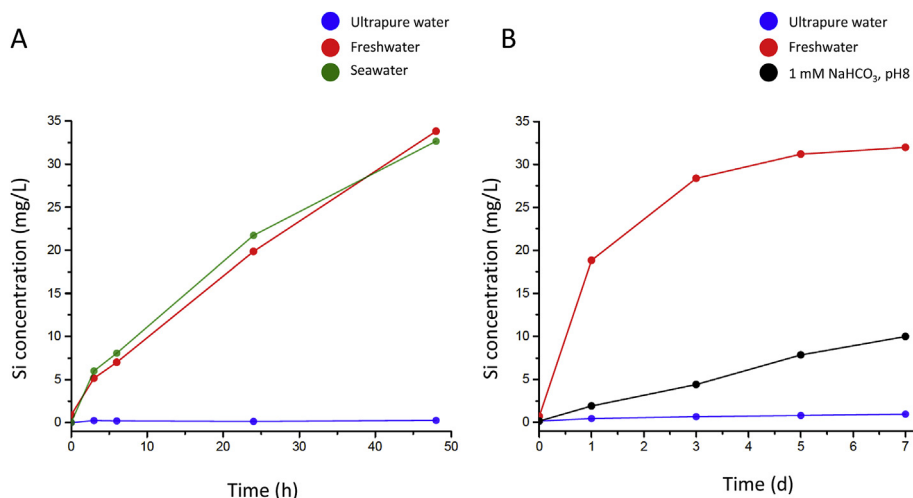 A
Ultrapure water
Freshwater
Seawater
35
30
25
20
15
10
5
0
Si concentration (mg/L)
0 10 20 30 40 50
Time (h)
B
Ultrapure water
Freshwater
1 mM NaHCO₃, pH8
35
30
25
20
15
10
5
0
Si concentration (mg/L)
0 1 2 3 4 5 6 7
Time (d)